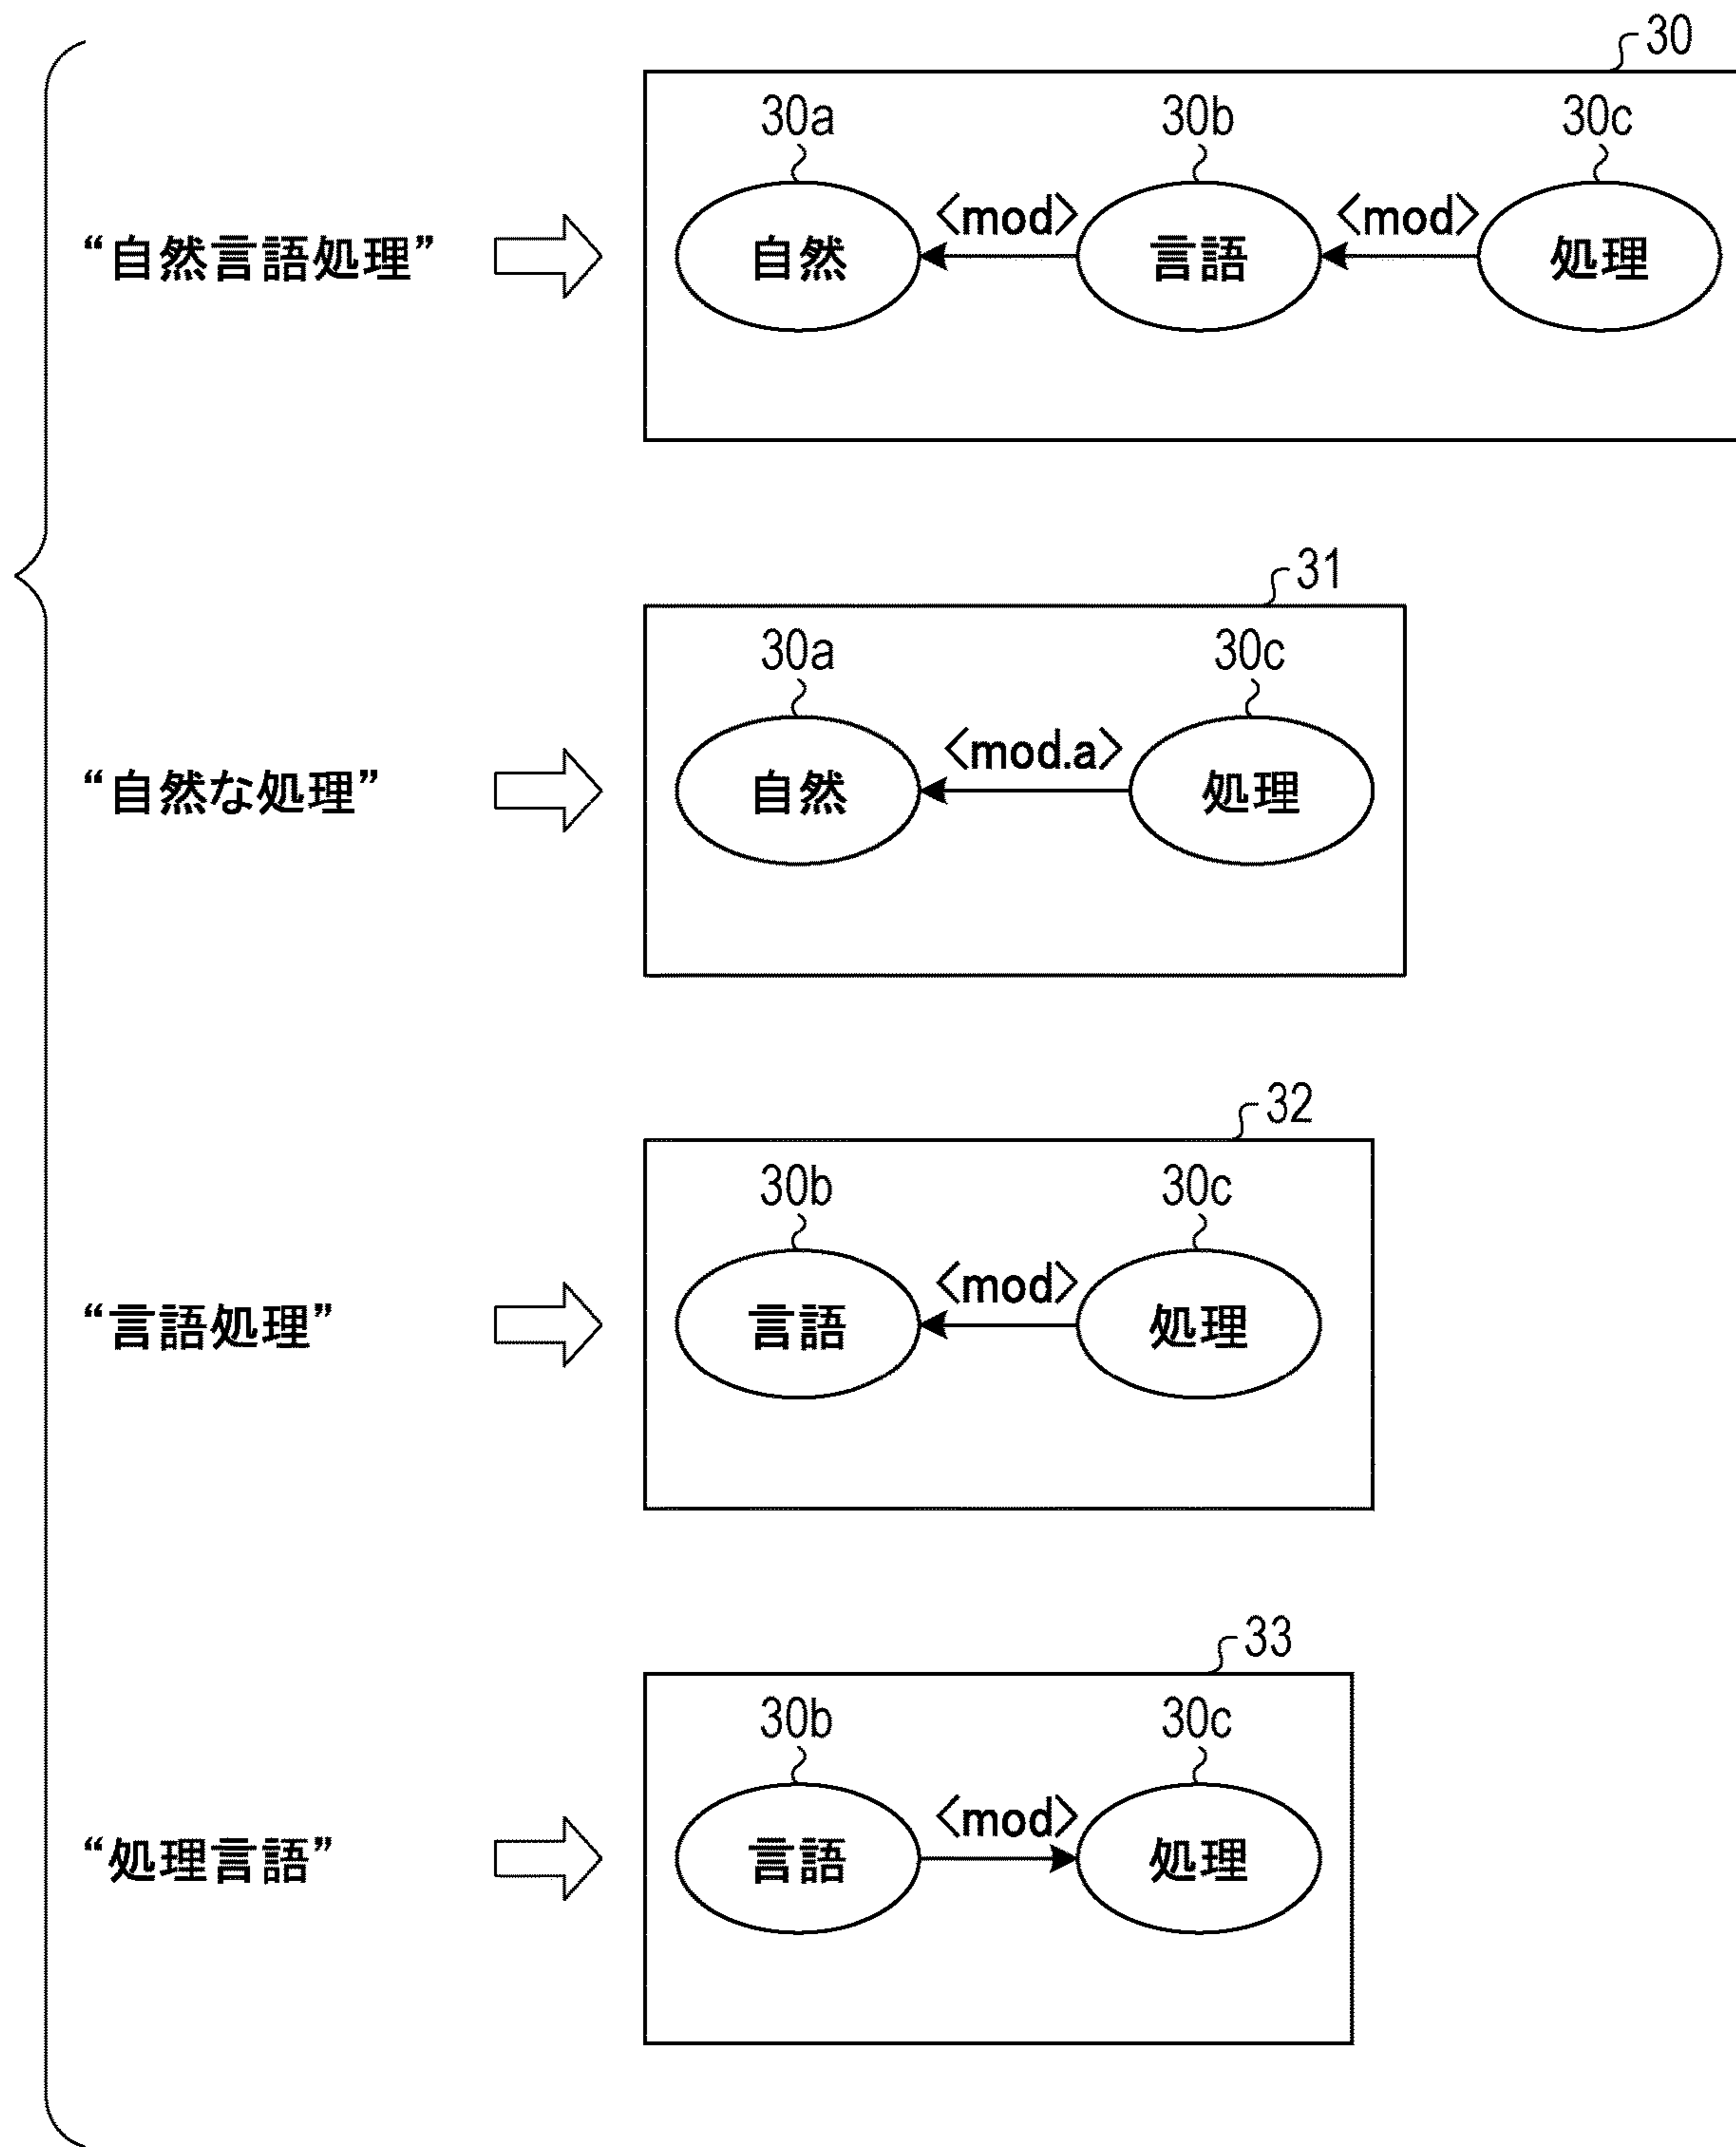 30
30a 30b 30c
“自然言語処理” 自然 <mod> 言語 <mod> 処理
31
30a 30c
“自然な処理” 自然 <mod.a> 処理
32
30b 30c
“言語処理” 言語 <mod> 処理
33
30b 30c
“処理言語” 言語 <mod> 処理